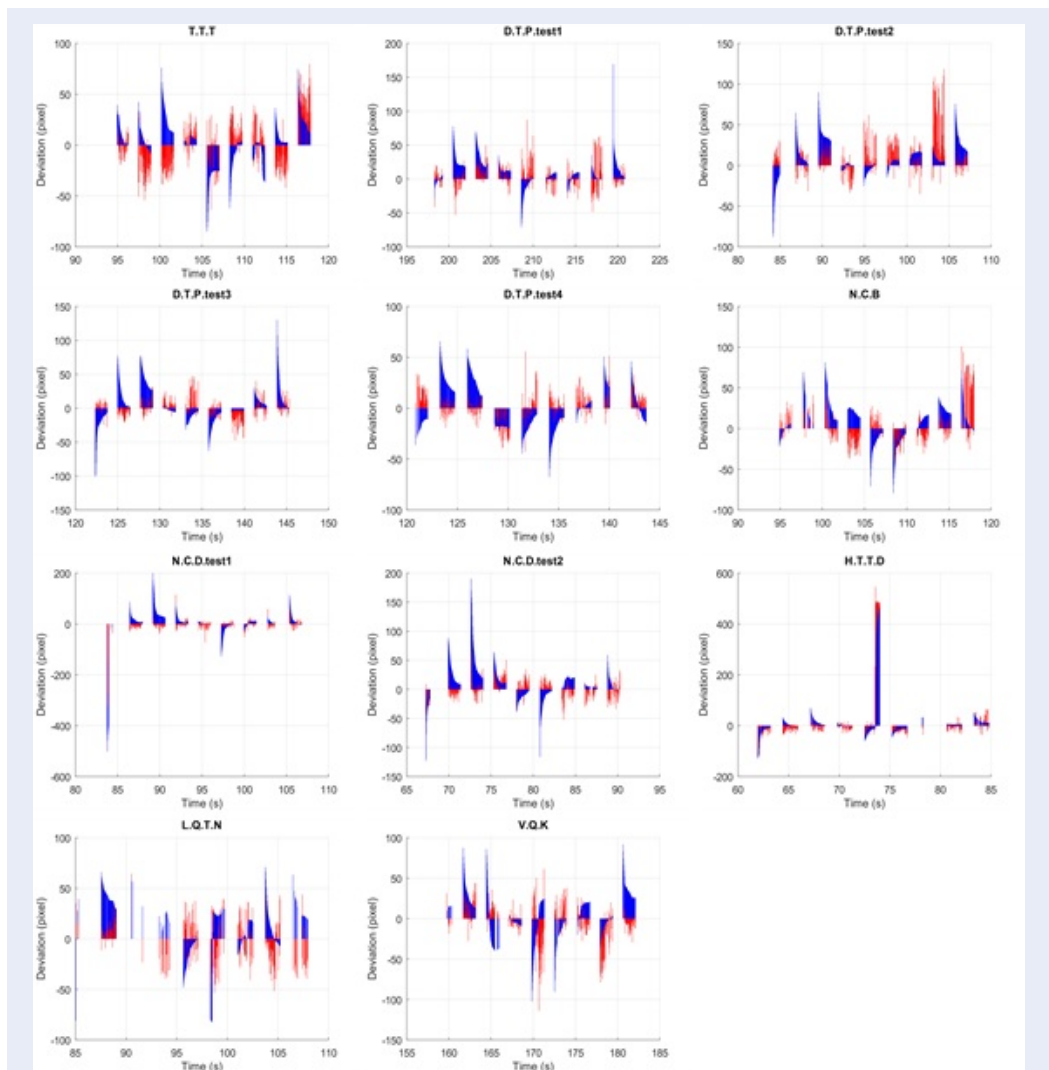 T.T.T
D.T.P.test1
D.T.P.test2
Deviation (pixel)
100
50
0
-50
-100
90 95 100 105 110 115 120
Time (s)
Deviation (pixel)
200
150
100
50
0
-50
-100
195 200 205 210 215 220 225
Time (s)
Deviation (pixel)
150
100
50
0
-50
-100
80 85 90 95 100 105 110
Time (s)
D.T.P.test3
D.T.P.test4
N.C.B
Deviation (pixel)
150
100
50
0
-50
-100
-150
120 125 130 135 140 145 150
Time (s)
Deviation (pixel)
100
50
0
-50
-100
120 125 130 135 140 145
Time (s)
Deviation (pixel)
150
100
50
0
-50
-100
90 95 100 105 110 115 120
Time (s)
N.C.D.test1
N.C.D.test2
H.T.T.D
Deviation (pixel)
200
0
-200
-400
-600
80 85 90 95 100 105 110
Time (s)
Deviation (pixel)
200
150
100
50
0
-50
-100
-150
65 70 75 80 85 90 95
Time (s)
Deviation (pixel)
600
400
200
0
-200
60 65 70 75 80 85
Time (s)
L.Q.T.N
V.Q.K
Deviation (pixel)
100
50
0
-50
-100
85 90 95 100 105 110
Time (s)
Deviation (pixel)
100
50
0
-50
-100
-150
155 160 165 170 175 180 185
Time (s)